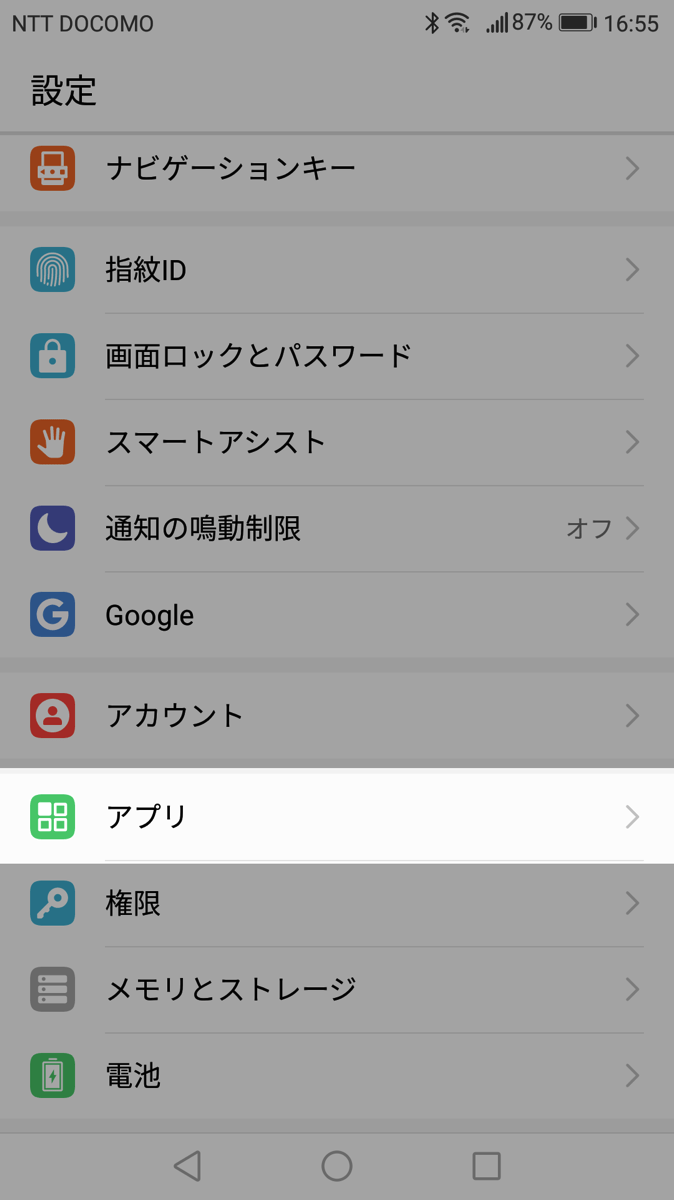 NTT DOCOMO 87% 16:55
設定
ナビゲーションキー
指紋ID
画面ロックとパスワード
スマートアシスト
通知の鳴動制限 オフ
Google
アカウント
アプリ
権限
メモリとストレージ
電池